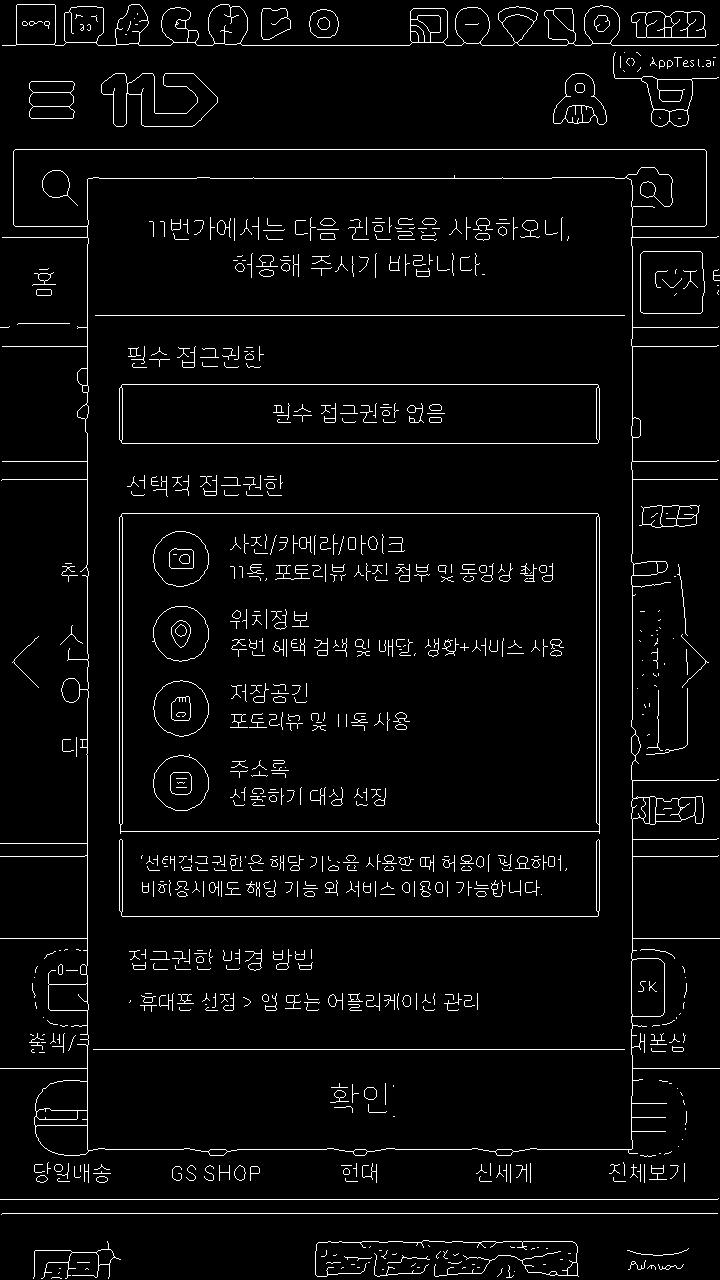 12:22
AppTest.ai
11번가에서는 다음 권한들을 사용하오니,
허용해 주시기 바랍니다.
홈
필수 접근권한
필수 접근권한 없음
선택적 접근권한
사진/카메라/마이크
11톡, 포토리뷰 사진 첨부 및 동영상 촬영
위치정보
주변 혜택 검색 및 배달, 생활+서비스 사용
저장공간
포토리뷰 및 11톡 사용
주소록
선물하기 대상 선정
'선택접근권한'은 해당 기능을 사용할 때 허용이 필요하며,
비허용시에도 해당 기능 외 서비스 이용이 가능합니다.
접근권한 변경 방법
· 휴대폰 설정 > 앱 또는 어플리케이션 관리
SK
확인
당일배송 GS SHOP 현대 신세계 전체보기